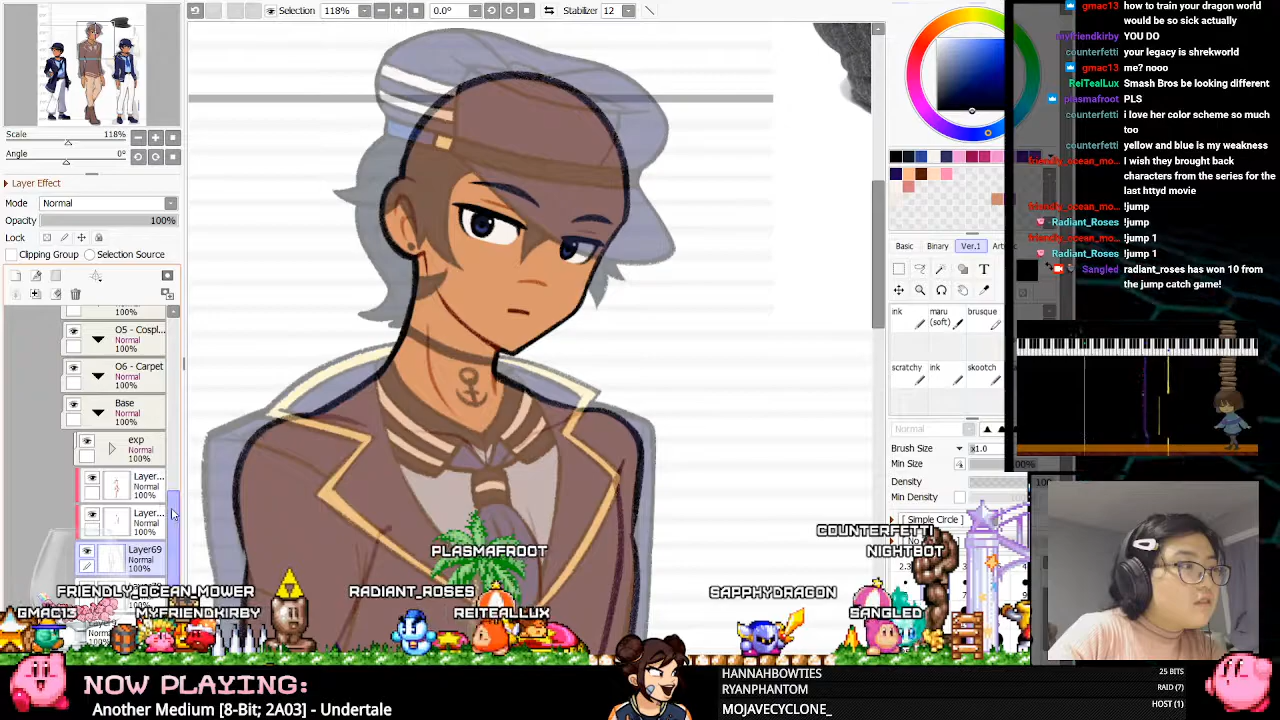 Selection
118%
0.0°
Stabilizer
12
Scale
118%
Angle
0°
Layer Effect
Mode
Normal
Opacity
100%
Lock
Clipping Group
Selection Source
O5 - Cospl...
Normal
100%
O5 - Carpet
Normal
100%
Base
Normal
100%
exp
Normal
100%
Layer...
Normal
100%
Layer...
Normal
100%
Layer69
Normal
100%
Basic
Binary
Ver.1
ink
maru
(soft)
brusque
scratchy
ink
skootch
Normal
Brush Size
x1.0
Min Size
Density
Min Density
[ Simple Circle ]
gmac13 how to train your dragon world
would be so sick actually
myfriendkirby YOU DO
counterfetti your legacy is shrekworld
gmac13 me? nooo
ReiTealLux Smash Bros be looking different
plasmafroot PLS
counterfetti i love her color scheme so much
too
counterfetti yellow and blue is my weakness
friendly_ocean_mo... I wish they brought back
characters from the series for the
last httyd movie
friendly_ocean_mo... !jump
Radiant_Roses !jump
friendly_ocean_mo... !jump 1
Radiant_Roses !jump 1
Sangled radiant_roses has won 10 from
the jump catch game!
COUNTERFETTI
PLASMAFROOT
NIGHTBOT
FRIENDLY_OCEAN_MOWER
RADIANT_ROSES
SAPPHYDRAGON
GMAC13
MYFRIENDKIRBY
REITEALLUX
SANGLED
NOW PLAYING:
Another Medium [8-Bit; 2A03] - Undertale
HANNAHBOWTIES
25 BITS
RYANPHANTOM
RAID (7)
MOJAVECYCLONE_
HOST (1)